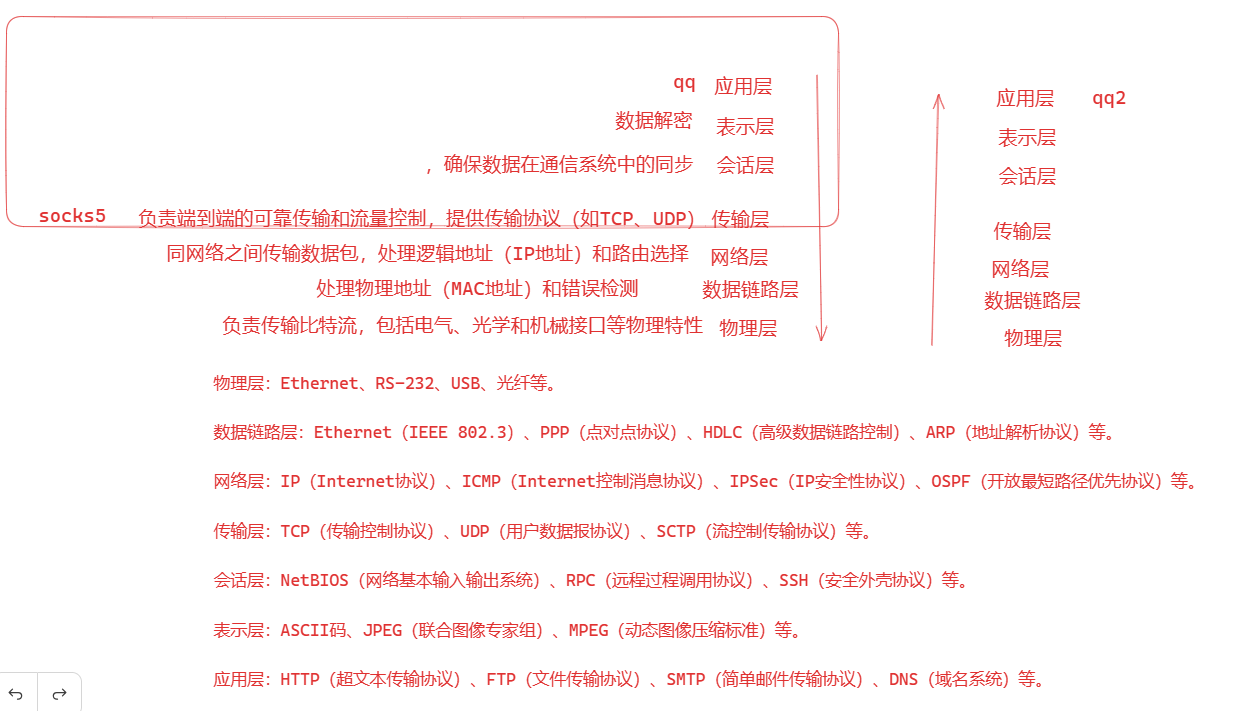 qq 应用层
数据解密 表示层
，确保数据在通信系统中的同步 会话层
socks5 负责端到端的可靠传输和流量控制，提供传输协议（如TCP、UDP） 传输层
同网络之间传输数据包，处理逻辑地址（IP地址）和路由选择 网络层
处理物理地址（MAC地址）和错误检测 数据链路层
负责传输比特流，包括电气、光学和机械接口等物理特性 物理层
应用层 qq2
表示层
会话层
传输层
网络层
数据链路层
物理层
物理层：Ethernet、RS-232、USB、光纤等。
数据链路层：Ethernet（IEEE 802.3）、PPP（点对点协议）、HDLC（高级数据链路控制）、ARP（地址解析协议）等。
网络层：IP（Internet协议）、ICMP（Internet控制消息协议）、IPSec（IP安全性协议）、OSPF（开放最短路径优先协议）等。
传输层：TCP（传输控制协议）、UDP（用户数据报协议）、SCTP（流控制传输协议）等。
会话层：NetBIOS（网络基本输入输出系统）、RPC（远程过程调用协议）、SSH（安全外壳协议）等。
表示层：ASCII码、JPEG（联合图像专家组）、MPEG（动态图像压缩标准）等。
应用层：HTTP（超文本传输协议）、FTP（文件传输协议）、SMTP（简单邮件传输协议）、DNS（域名系统）等。